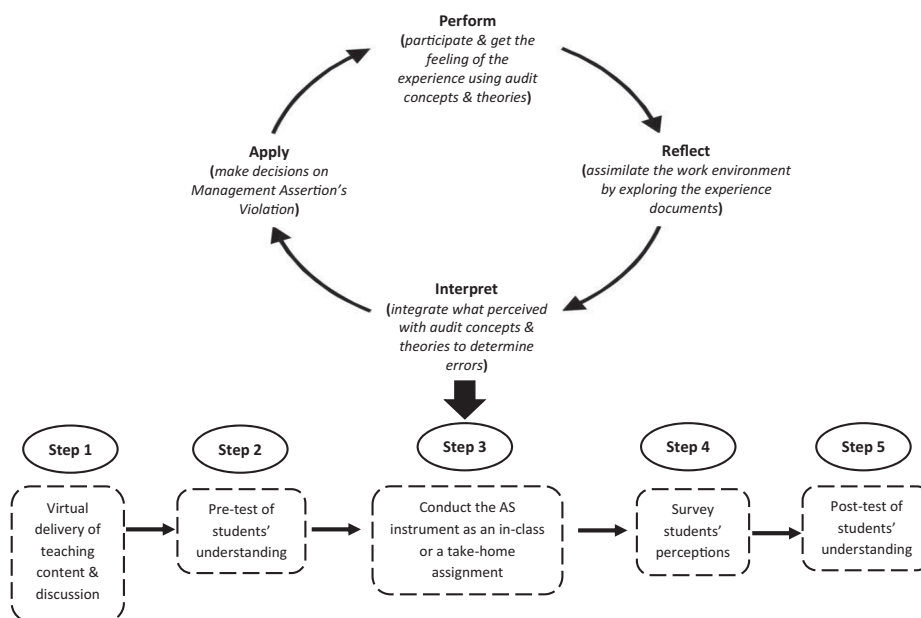 Perform
(participate & get the
feeling of the
experience using audit
concepts & theories)
Apply
(make decisions on
Management Assertion's
Violation)
Reflect
(assimilate the work environment
by exploring the experience
documents)
Interpret
(integrate what perceived
with audit concepts &
theories to determine
errors)
Step 1
Step 2
Step 3
Step 4
Step 5
Virtual
delivery of
teaching
content &
discussion
Pre-test of
students'
understanding
Conduct the AS
instrument as an in-class
or a take-home
assignment
Survey
students'
perceptions
Post-test of
students'
understanding